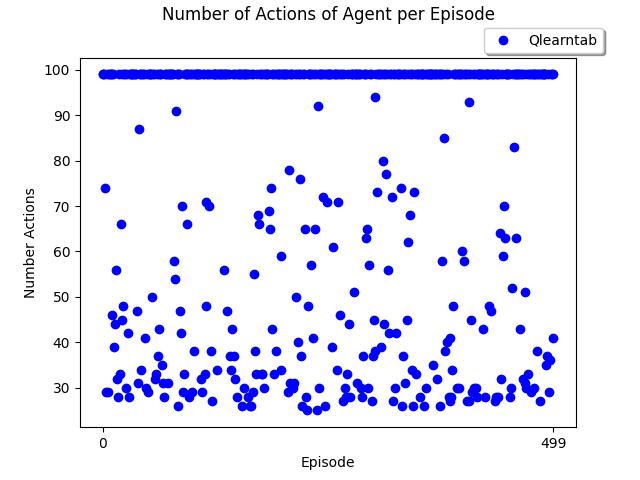 Number of Actions of Agent per Episode
Qlearntab
100
90
80
70
60
50
40
30
Number Actions
0
499
Episode